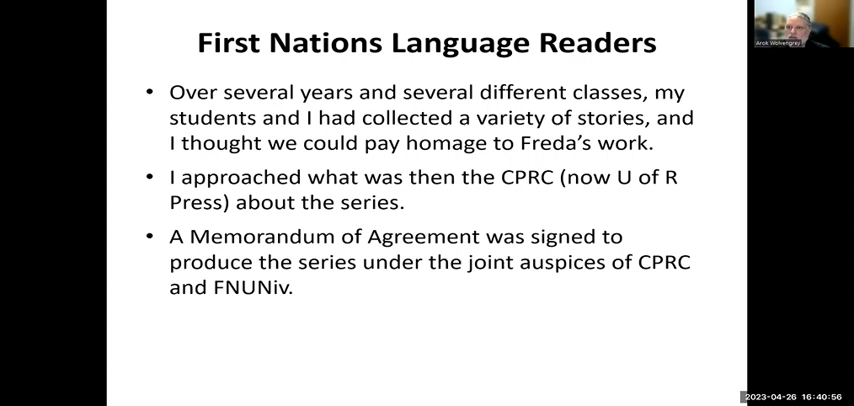 First Nations Language Readers
• Over several years and several different classes, my
students and I had collected a variety of stories, and
I thought we could pay homage to Freda's work.
• I approached what was then the CPRC (now U of R
Press) about the series.
• A Memorandum of Agreement was signed to
produce the series under the joint auspices of CPRC
and FNUNiv.
Arok Wolvengrey
2023-04-26 16:40:56